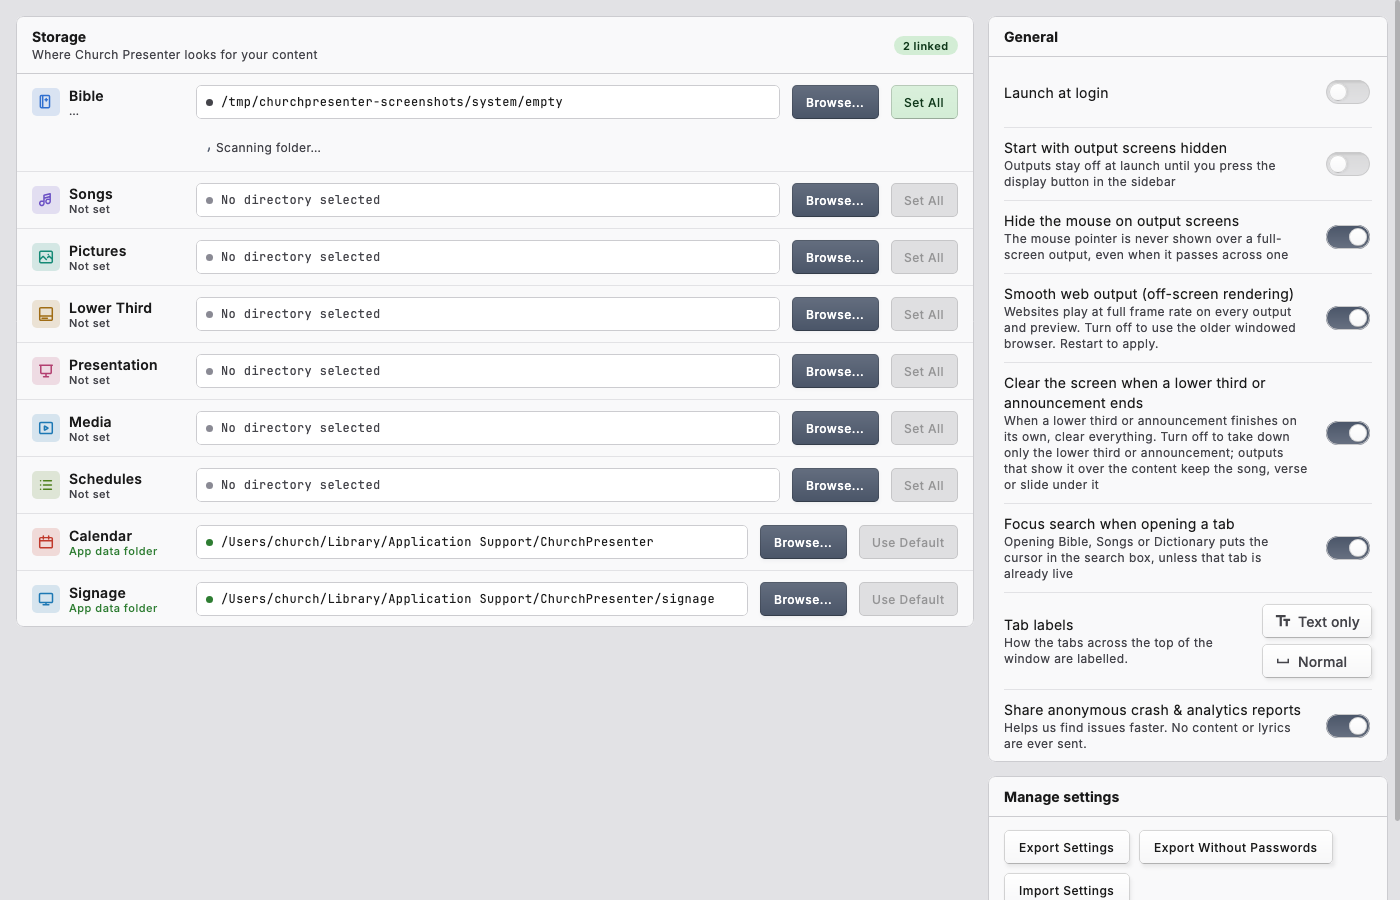 Storage
Where Church Presenter looks for your content
2 linked
Bible
...
/tmp/churchpresenter-screenshots/system/empty
Browse...
Set All
Scanning folder...
Songs
Not set
No directory selected
Browse...
Set All
Pictures
Not set
No directory selected
Browse...
Set All
Lower Third
Not set
No directory selected
Browse...
Set All
Presentation
Not set
No directory selected
Browse...
Set All
Media
Not set
No directory selected
Browse...
Set All
Schedules
Not set
No directory selected
Browse...
Set All
Calendar
App data folder
/Users/church/Library/Application Support/ChurchPresenter
Browse...
Use Default
Signage
App data folder
/Users/church/Library/Application Support/ChurchPresenter/signage
Browse...
Use Default
General
Launch at login
Start with output screens hidden
Outputs stay off at launch until you press the
display button in the sidebar
Hide the mouse on output screens
The mouse pointer is never shown over a full-
screen output, even when it passes across one
Smooth web output (off-screen rendering)
Websites play at full frame rate on every output
and preview. Turn off to use the older windowed
browser. Restart to apply.
Clear the screen when a lower third or
announcement ends
When a lower third or announcement finishes on
its own, clear everything. Turn off to take down
only the lower third or announcement; outputs
that show it over the content keep the song, verse
or slide under it
Focus search when opening a tab
Opening Bible, Songs or Dictionary puts the
cursor in the search box, unless that tab is
already live
Tab labels
How the tabs across the top of the
window are labelled.
Text only
Normal
Share anonymous crash & analytics reports
Helps us find issues faster. No content or lyrics
are ever sent.
Manage settings
Export Settings
Export Without Passwords
Import Settings